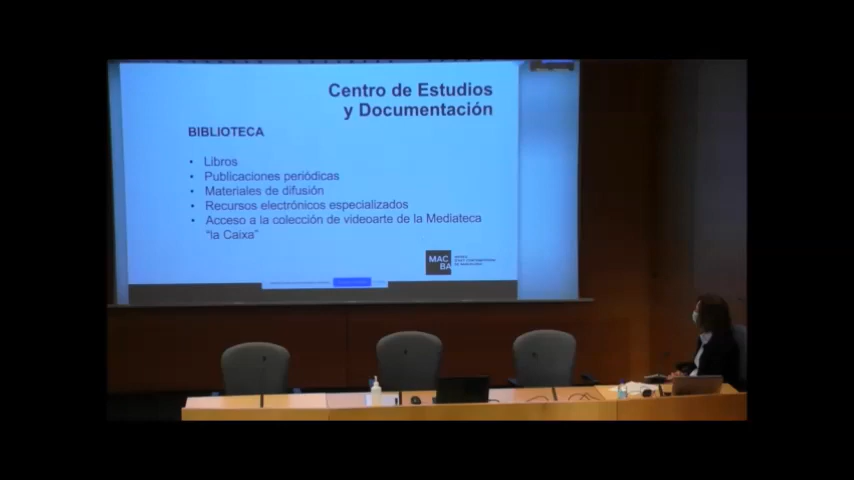 Centro de Estudios
y Documentación
BIBLIOTECA
• Libros
• Publicaciones periódicas
• Materiales de difusión
• Recursos electrónicos especializados
• Acceso a la colección de videoarte de la Mediateca
“la Caixa”
MAC
BA